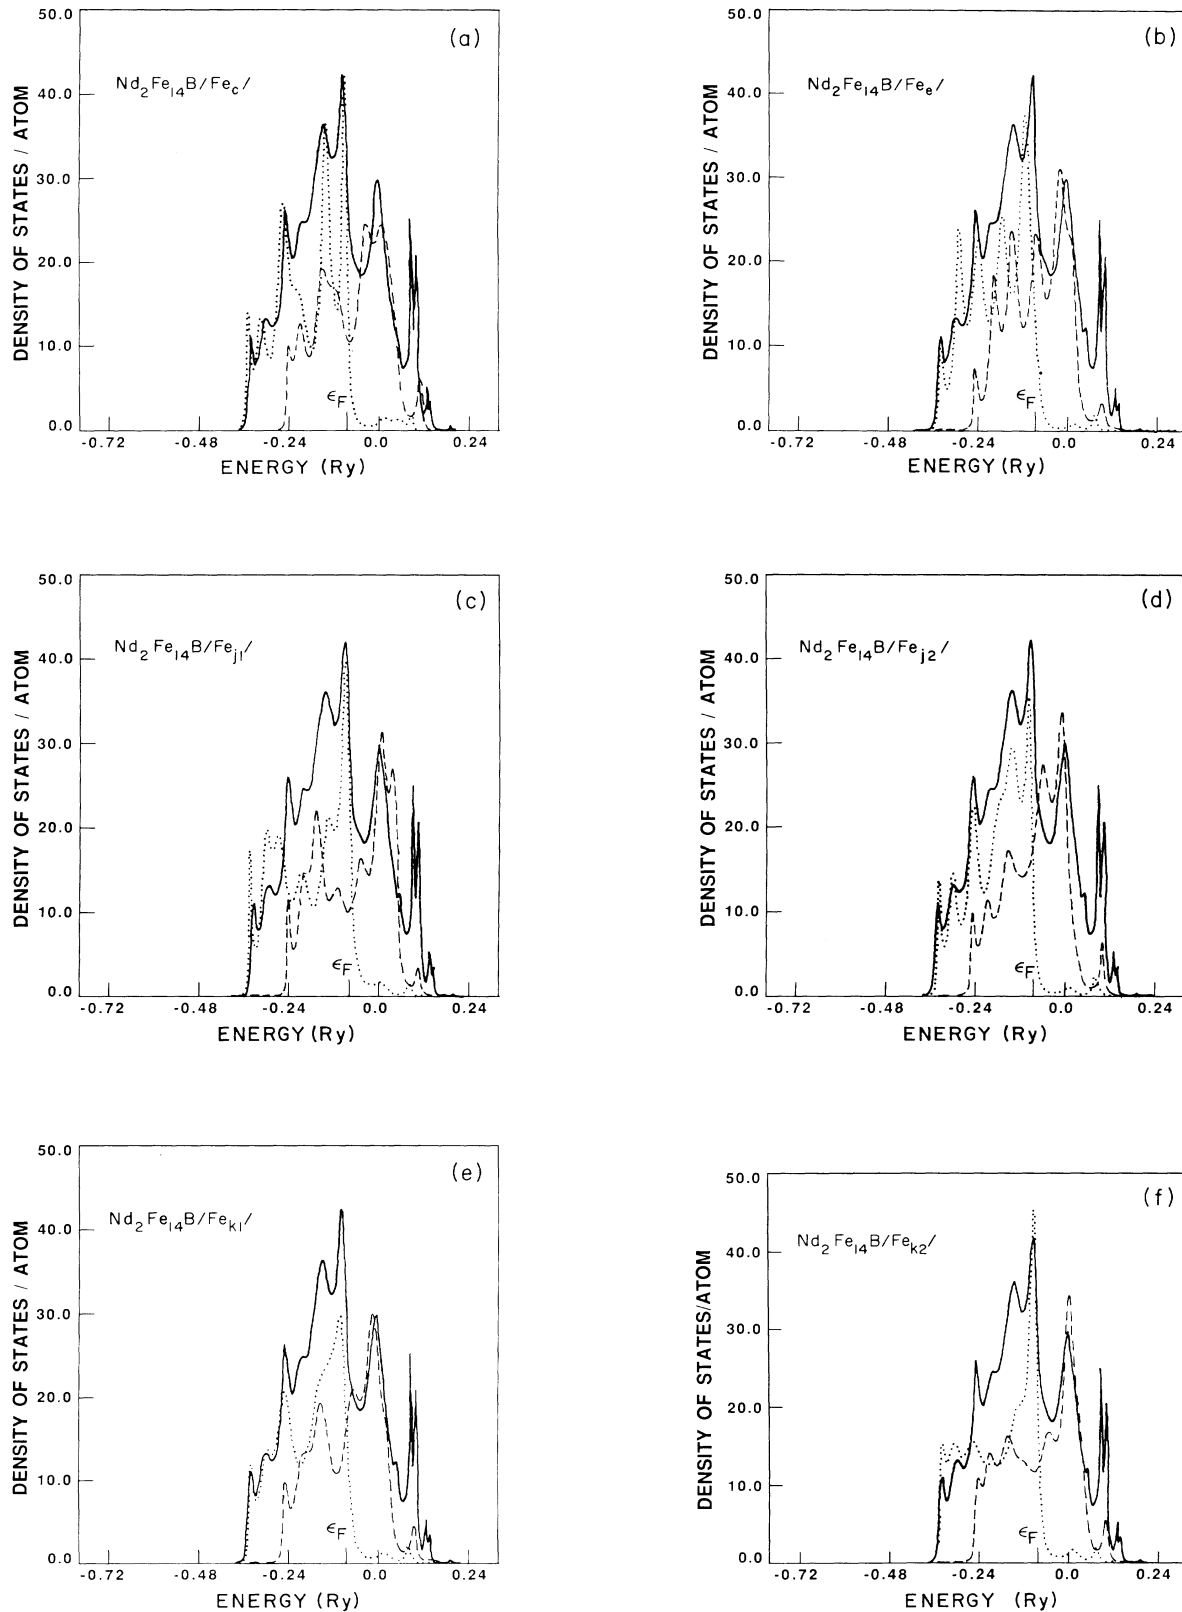 (a)
Nd2Fe14B/Fec/
50.0
40.0
30.0
20.0
10.0
0.0
DENSITY OF STATES / ATOM
ϵF
-0.72 -0.48 -0.24 0.0 0.24
ENERGY (Ry)
(b)
Nd2Fe14B/Fee/
50.0
40.0
30.0
20.0
10.0
0.0
DENSITY OF STATES / ATOM
ϵF
-0.72 -0.48 -0.24 0.0 0.24
ENERGY (Ry)
(c)
Nd2Fe14B/Fej1/
50.0
40.0
30.0
20.0
10.0
0.0
DENSITY OF STATES / ATOM
ϵF
-0.72 -0.48 -0.24 0.0 0.24
ENERGY (Ry)
(d)
Nd2Fe14B/Fej2/
50.0
40.0
30.0
20.0
10.0
0.0
DENSITY OF STATES / ATOM
ϵF
-0.72 -0.48 -0.24 0.0 0.24
ENERGY (Ry)
(e)
Nd2Fe14B/Fek1/
50.0
40.0
30.0
20.0
10.0
0.0
DENSITY OF STATES / ATOM
ϵF
-0.72 -0.48 -0.24 0.0 0.24
ENERGY (Ry)
(f)
Nd2Fe14B/Fek2/
50.0
40.0
30.0
20.0
10.0
0.0
DENSITY OF STATES/ATOM
ϵF
-0.72 -0.48 -0.24 0.0 0.24
ENERGY (Ry)